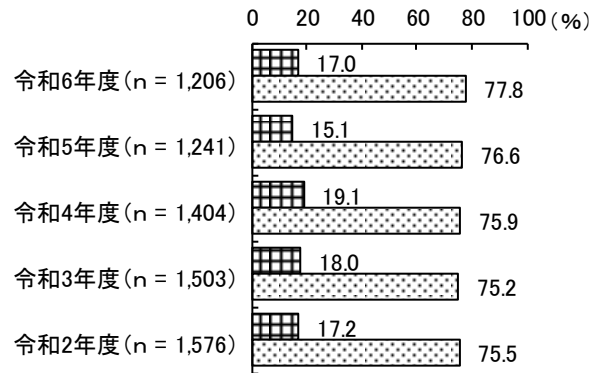 0 20 40 60 80 100 (%)
令和6年度(n = 1,206) 17.0
77.8
令和5年度(n = 1,241) 15.1
76.6
令和4年度(n = 1,404) 19.1
75.9
令和3年度(n = 1,503) 18.0
75.2
令和2年度(n = 1,576) 17.2
75.5